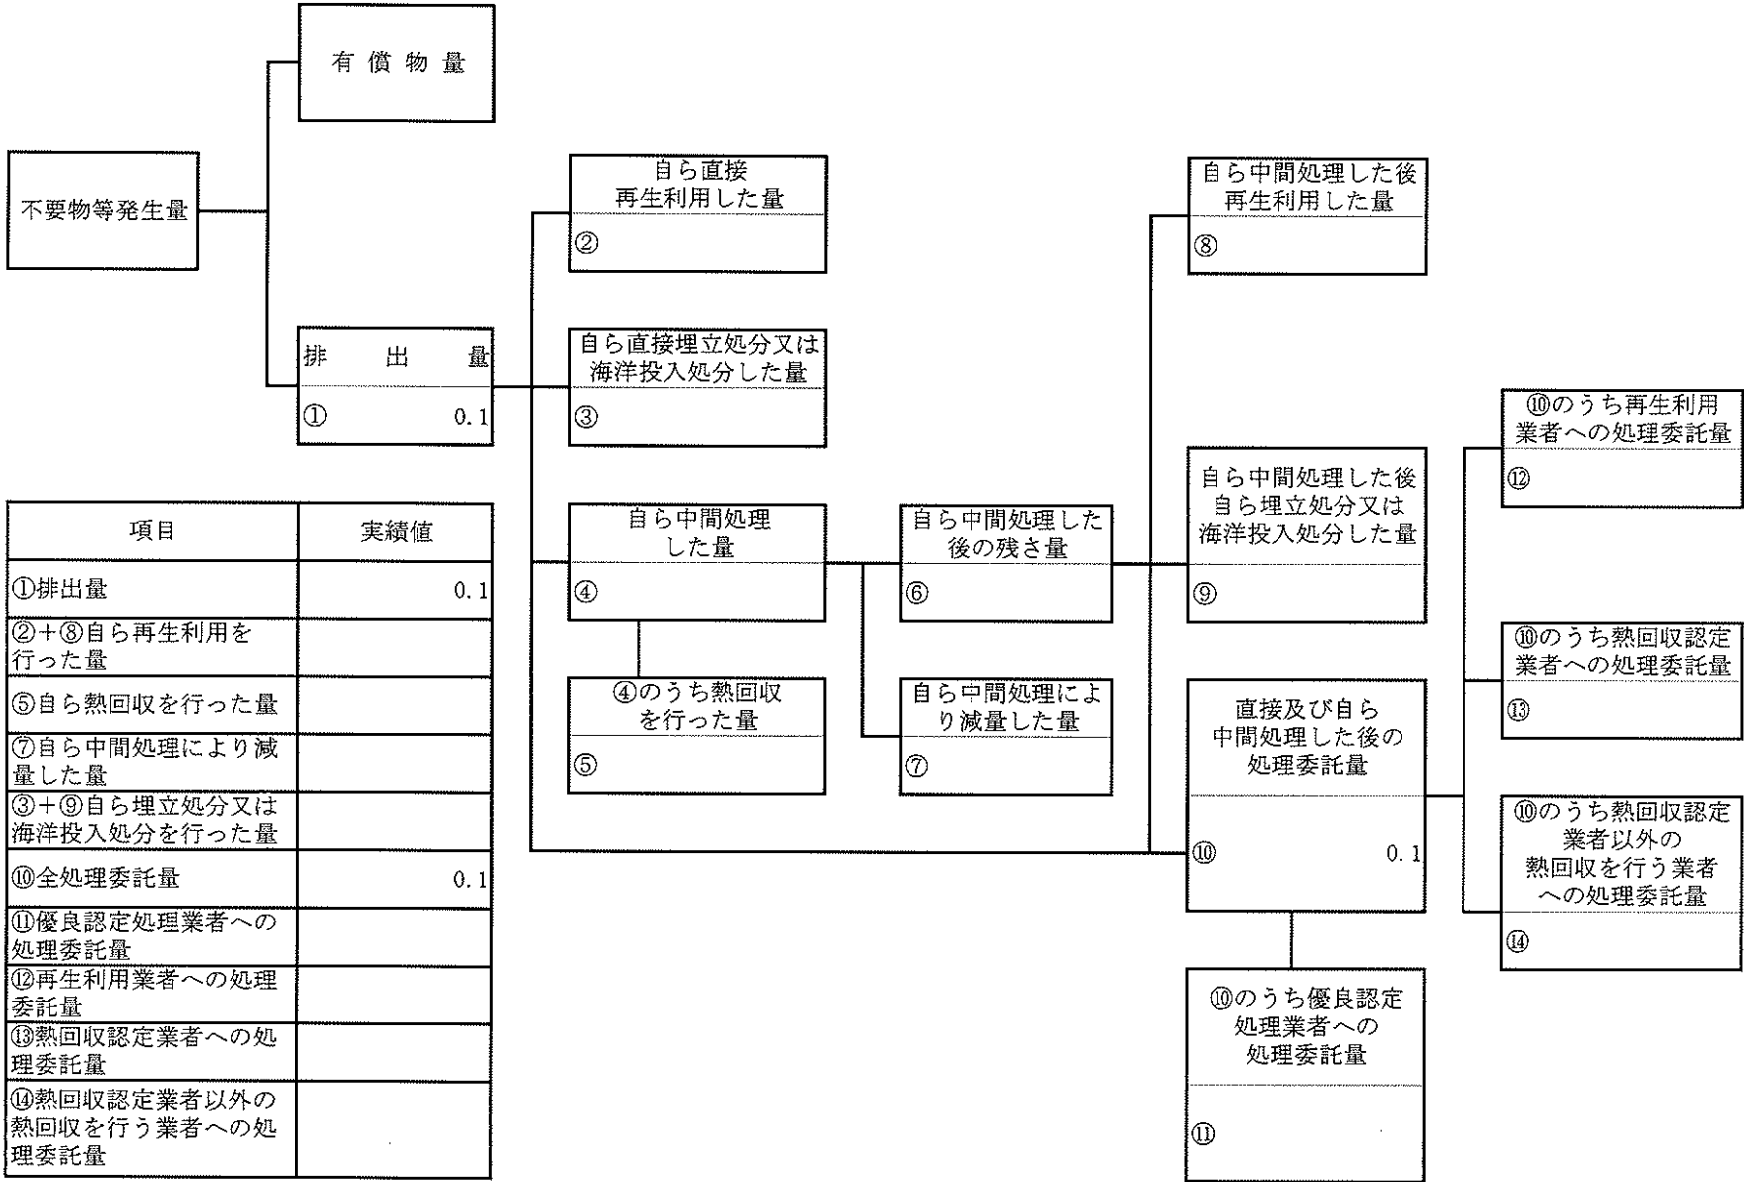 有償物量
不要物等発生量
排出量
① 0.1
自ら直接
再生利用した量
②
自ら直接埋立処分又は
海洋投入処分した量
③
自ら中間処理
した量
④
④のうち熱回収
を行った量
⑤
自ら中間処理した
後の残さ量
⑥
自ら中間処理によ
り減量した量
⑦
自ら中間処理した後
再生利用した量
⑧
自ら中間処理した後
自ら埋立処分又は
海洋投入処分した量
⑨
直接及び自ら
中間処理した後の
処理委託量
⑩ 0.1
⑩のうち優良認定
処理業者への
処理委託量
⑪
⑩のうち再生利用
業者への処理委託量
⑫
⑩のうち熱回収認定
業者への処理委託量
⑬
⑩のうち熱回収認定
業者以外の
熱回収を行う業者
への処理委託量
⑭
項目 実績値
①排出量 0.1
②+⑧自ら再生利用を
行った量
⑤自ら熱回収を行った量
⑦自ら中間処理により減
量した量
③+⑨自ら埋立処分又は
海洋投入処分を行った量
⑩全処理委託量 0.1
⑪優良認定処理業者への
処理委託量
⑫再生利用業者への処理
委託量
⑬熱回収認定業者への処
理委託量
⑭熱回収認定業者以外の
熱回収を行う業者への処
理委託量